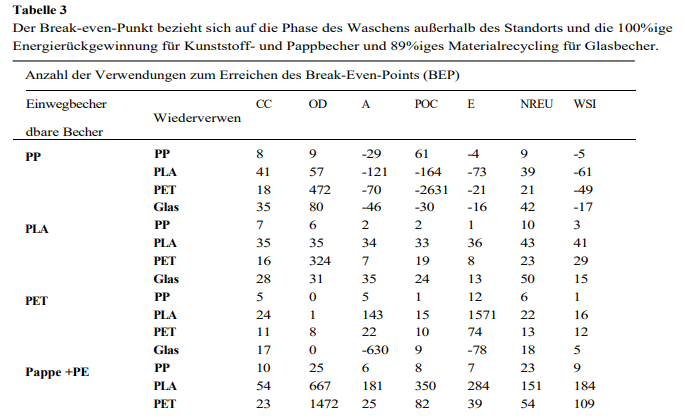 Tabelle 3
Der Break-even-Punkt bezieht sich auf die Phase des Waschens außerhalb des Standorts und die 100%ige
Energierückgewinnung für Kunststoff- und Pappbecher und 89%iges Materialrecycling für Glasbecher.
Anzahl der Verwendungen zum Erreichen des Break-Even-Points (BEP)
Einwegbecher Wiederverwen CC OD A POC E NREU WSI
dbare Becher
PP PP 8 9 -29 61 -4 9 -5
PLA 41 57 -121 -164 -73 39 -61
PET 18 472 -70 -2631 -21 21 -49
Glas 35 80 -46 -30 -16 42 -17
PLA PP 7 6 2 2 1 10 3
PLA 35 35 34 33 36 43 41
PET 16 324 7 19 8 23 29
Glas 28 31 35 24 13 50 15
PET PP 5 0 5 1 12 6 1
PLA 24 1 143 15 1571 22 16
PET 11 8 22 10 74 13 12
Glas 17 0 -630 9 -78 18 5
Pappe +PE PP 10 25 6 8 7 23 9
PLA 54 667 181 350 284 151 184
PET 23 1472 25 82 39 54 109